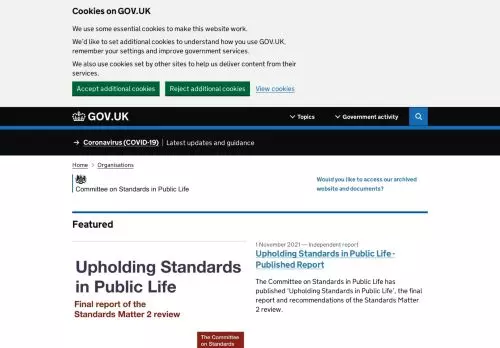 Cookies on GOV.UK
We use some essential cookies to make this website work.
We'd like to set additional cookies to understand how you use GOV.UK,
remember your settings and improve government services.
We also use cookies set by other sites to help us deliver content from their
services.
Accept additional cookies Reject additional cookies View cookies
GOV.UK Topics Government activity
→ Coronavirus (COVID-19) Latest updates and guidance
Home > Organisations
Committee on Standards in Public Life
Would you like to access our archived
website and documents?
Featured
Upholding Standards
in Public Life
Final report of the
Standards Matter 2 review
The Committee
on Standards
1 November 2021 — Independent report
Upholding Standards in Public Life -
Published Report
The Committee on Standards in Public Life has
published 'Upholding Standards in Public Life', the final
report and recommendations of the Standards Matter
2 review.